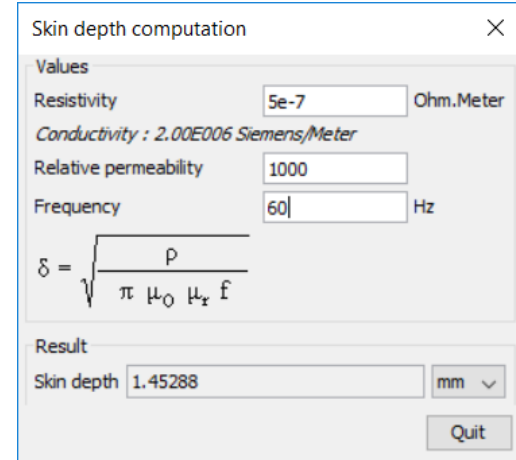 Skin depth computation
Values
Resistivity 5e-7 Ohm.Meter
Conductivity : 2.00E006 Siemens/Meter
Relative permeability 1000
Frequency 60 Hz
δ = √(ρ / (π μ₀ μᵣ f))
Result
Skin depth 1.45288 mm
Quit